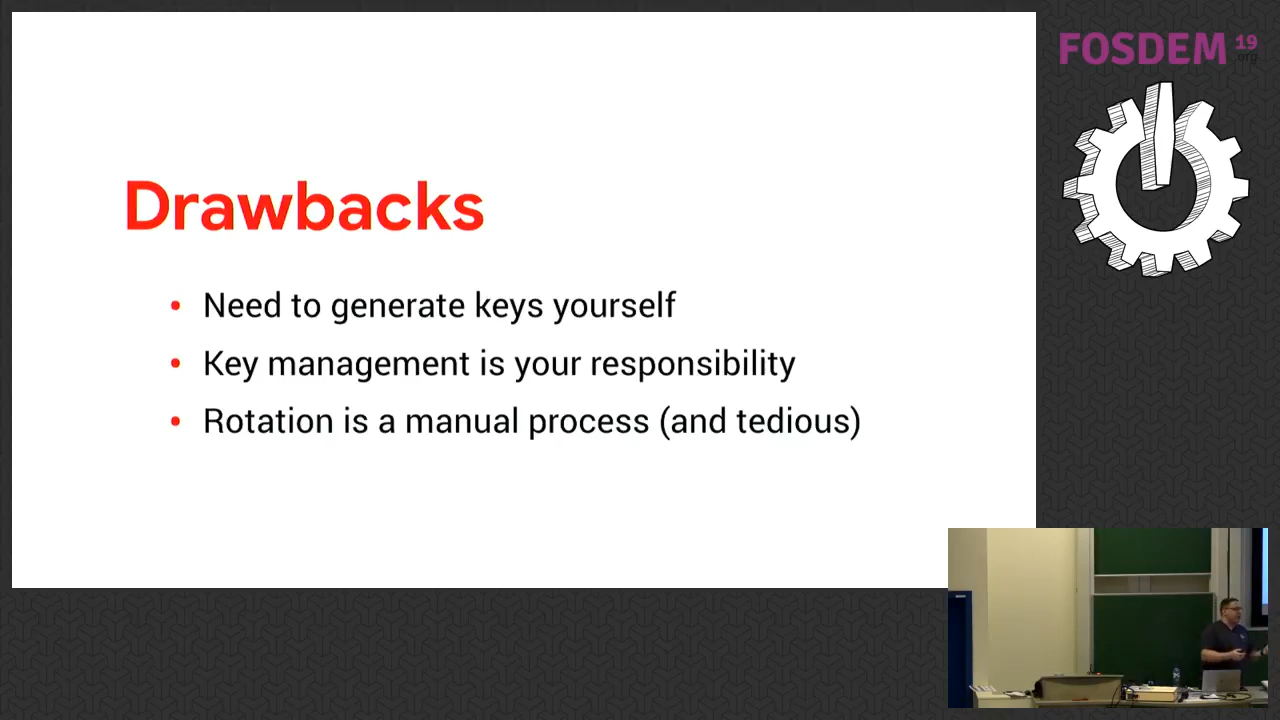 FOSDEM 19
.org
Drawbacks
• Need to generate keys yourself
• Key management is your responsibility
• Rotation is a manual process (and tedious)